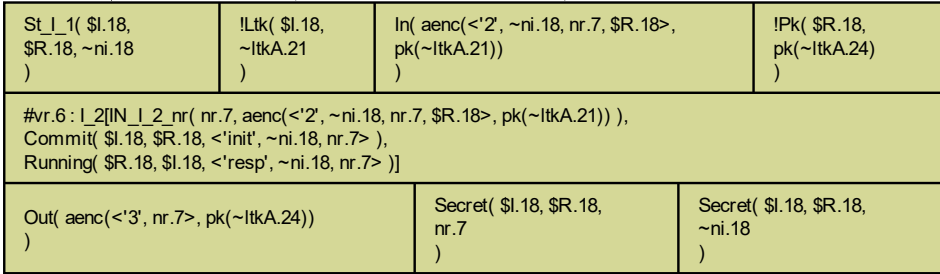 St_I_1( $I.18,
$R.18, ~ni.18
)
!Ltk( $I.18,
~ltkA.21
)
In( aenc(<'2', ~ni.18, nr.7, $R.18>,
pk(~ltkA.21))
)
!Pk( $R.18,
pk(~ltkA.24)
)
#vr.6 : I_2[IN_I_2_nr( nr.7, aenc(<'2', ~ni.18, nr.7, $R.18>, pk(~ltkA.21)) ),
Commit( $I.18, $R.18, <'init', ~ni.18, nr.7> ),
Running( $R.18, $I.18, <'resp', ~ni.18, nr.7> )]
Out( aenc(<'3', nr.7>, pk(~ltkA.24))
)
Secret( $I.18, $R.18,
nr.7
)
Secret( $I.18, $R.18,
~ni.18
)